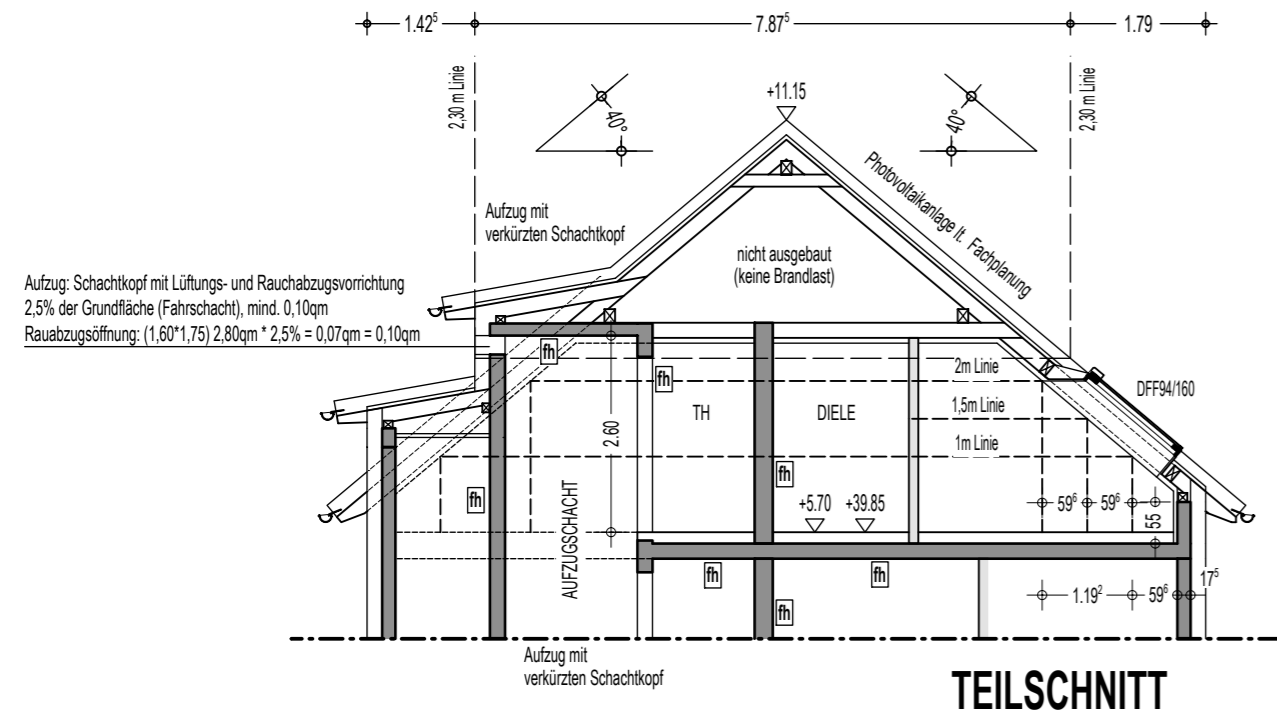 1.42⁵
7.87⁵
1.79
2,30 m Linie
2,30 m Linie
+11.15
40°
40°
Photovoltaikanlage lt. Fachplanung
Aufzug mit
verkürzten Schachtkopf
nicht ausgebaut
(keine Brandlast)
Aufzug: Schachtkopf mit Lüftungs- und Rauchabzugsvorrichtung
2,5% der Grundfläche (Fahrschacht), mind. 0,10qm
Rauabzugsöffnung: (1,60*1,75) 2,80qm * 2,5% = 0,07qm = 0,10qm
fh
fh
2m Linie
DFF94/160
TH
DIELE
1,5m Linie
2.60
1m Linie
fh
fh
+5.70
+39.85
59⁶
59⁶
55
AUFZUGSCHACHT
fh
fh
fh
1.19²
59⁶
17⁵
Aufzug mit
verkürzten Schachtkopf
TEILSCHNITT